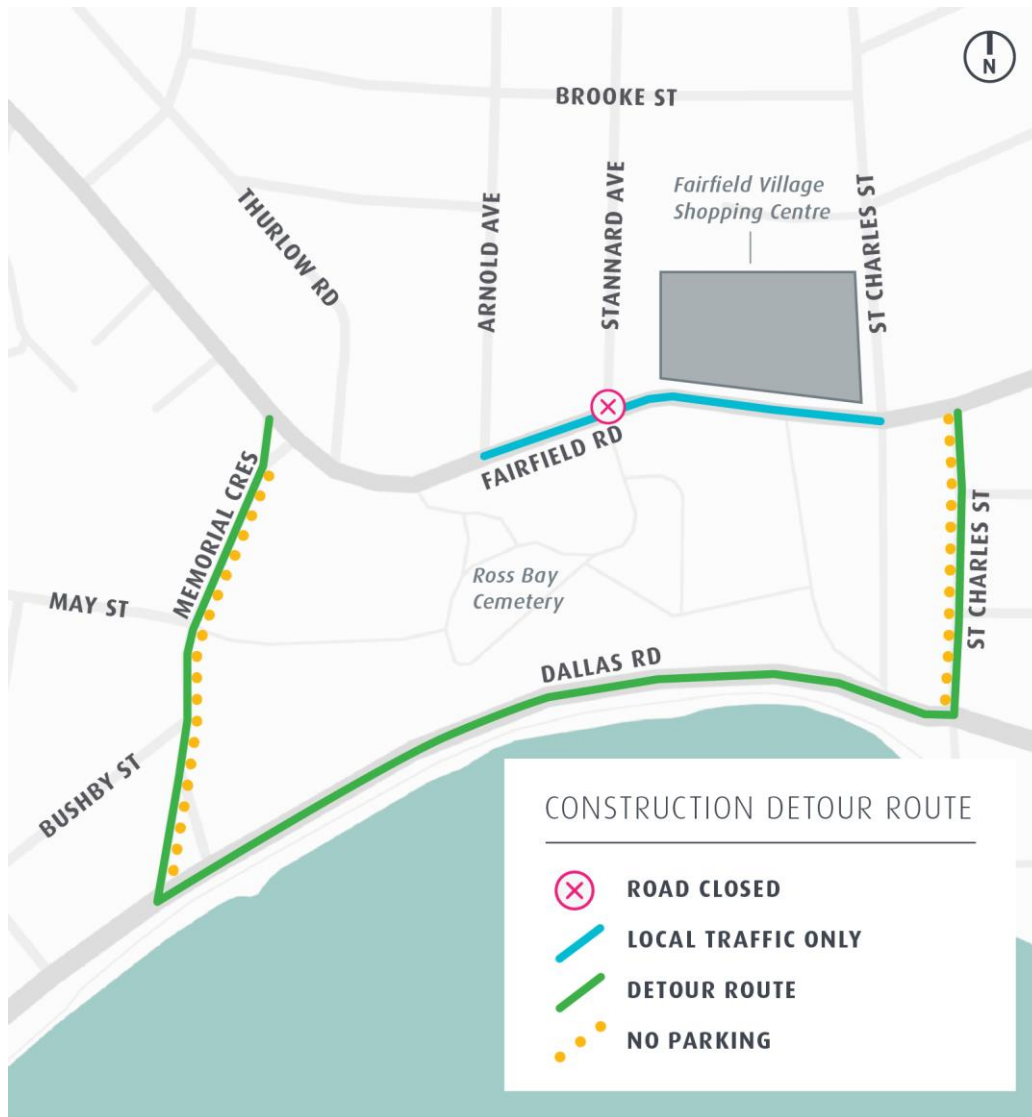 N
BROOKE ST
Fairfield Village
Shopping Centre
THURLOW RD
ARNOLD AVE
STANNARD AVE
ST CHARLES ST
FAIRFIELD RD
MEMORIAL CRES
ST CHARLES ST
Ross Bay
Cemetery
MAY ST
DALLAS RD
BUSHBY ST
CONSTRUCTION DETOUR ROUTE
ROAD CLOSED
LOCAL TRAFFIC ONLY
DETOUR ROUTE
NO PARKING